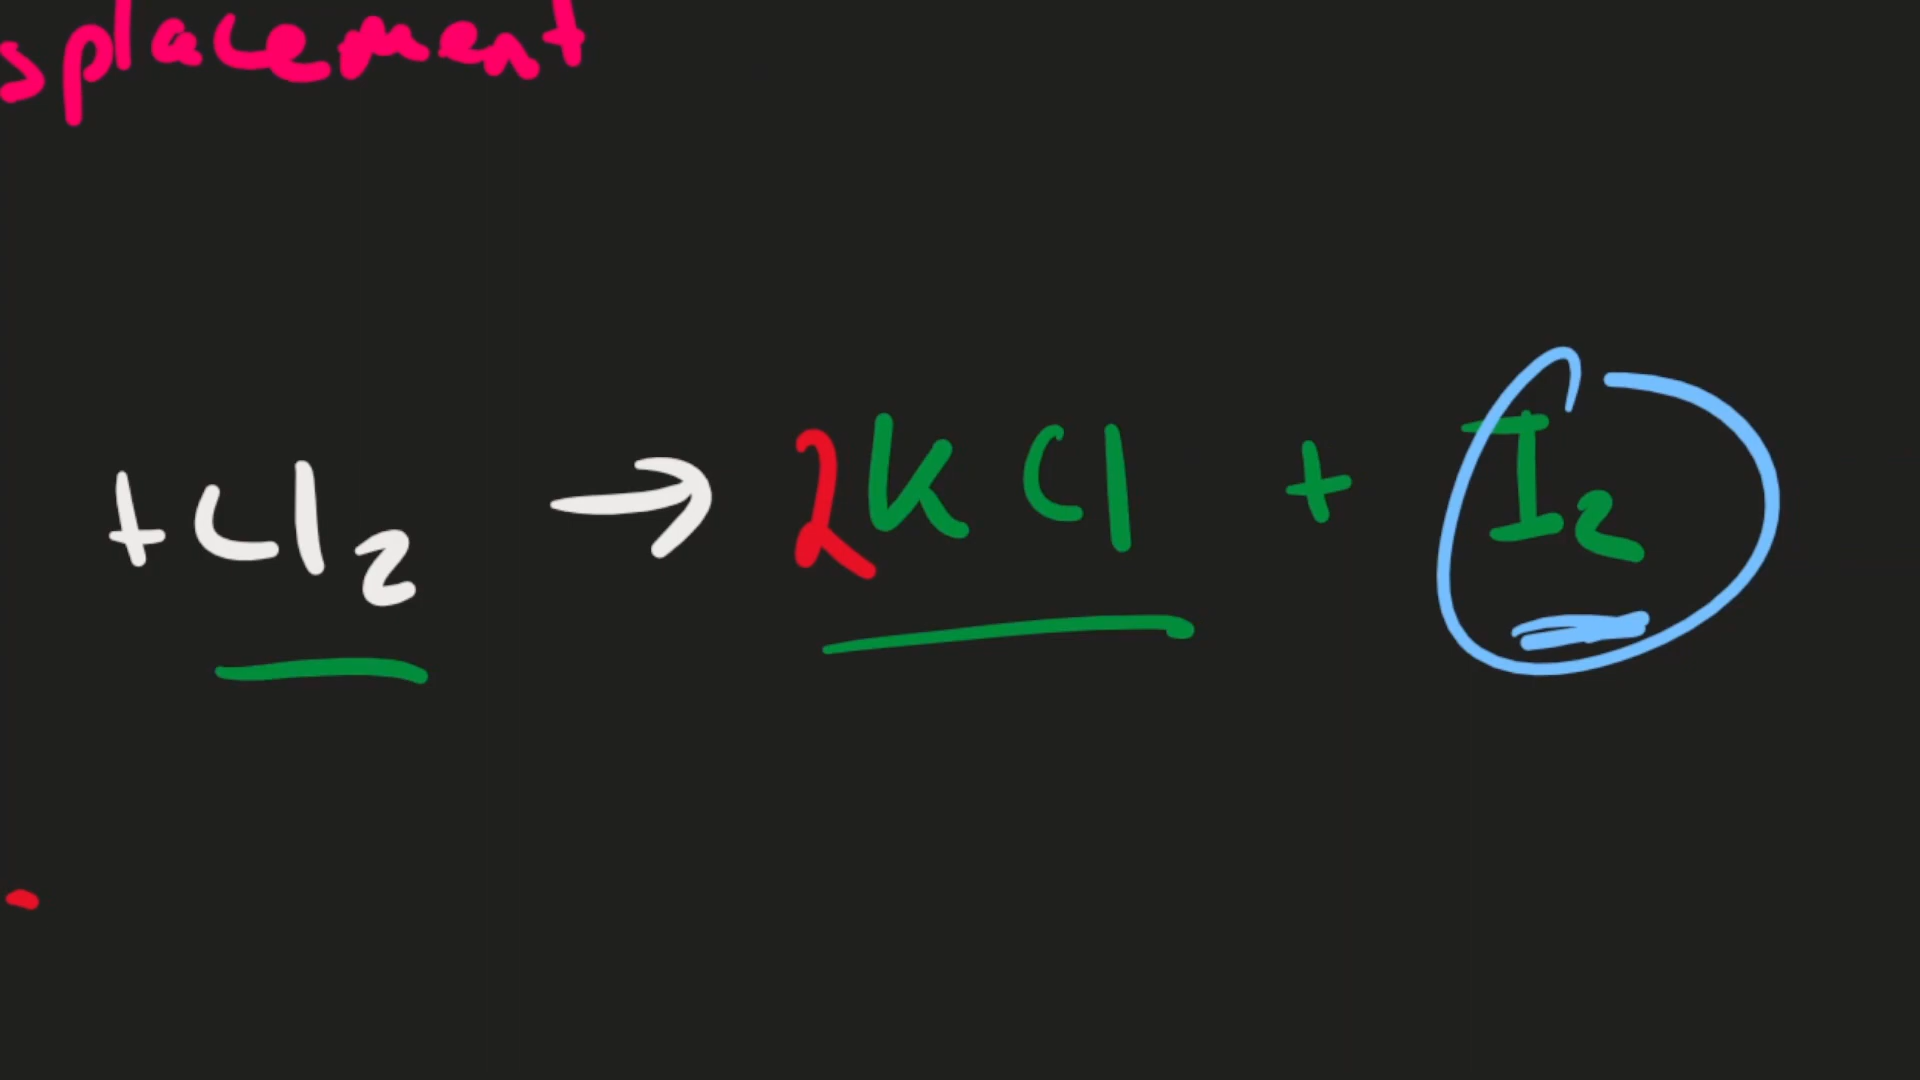 splacement
+Cl₂ → 2KCl + I₂
-